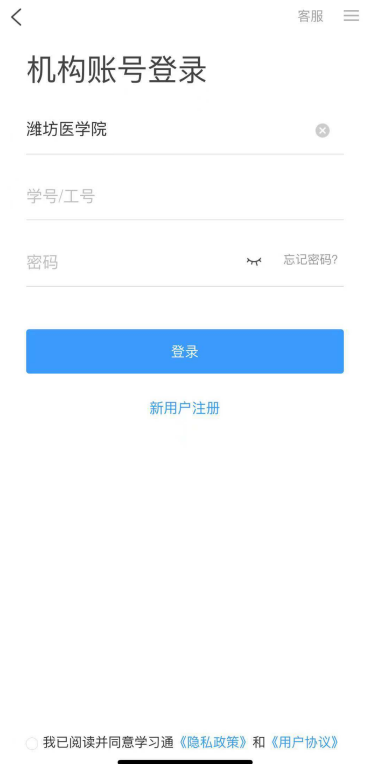 客服
机构账号登录
潍坊医学院
学号/工号
密码 忘记密码?
登录
新用户注册
我已阅读并同意学习通《隐私政策》和《用户协议》